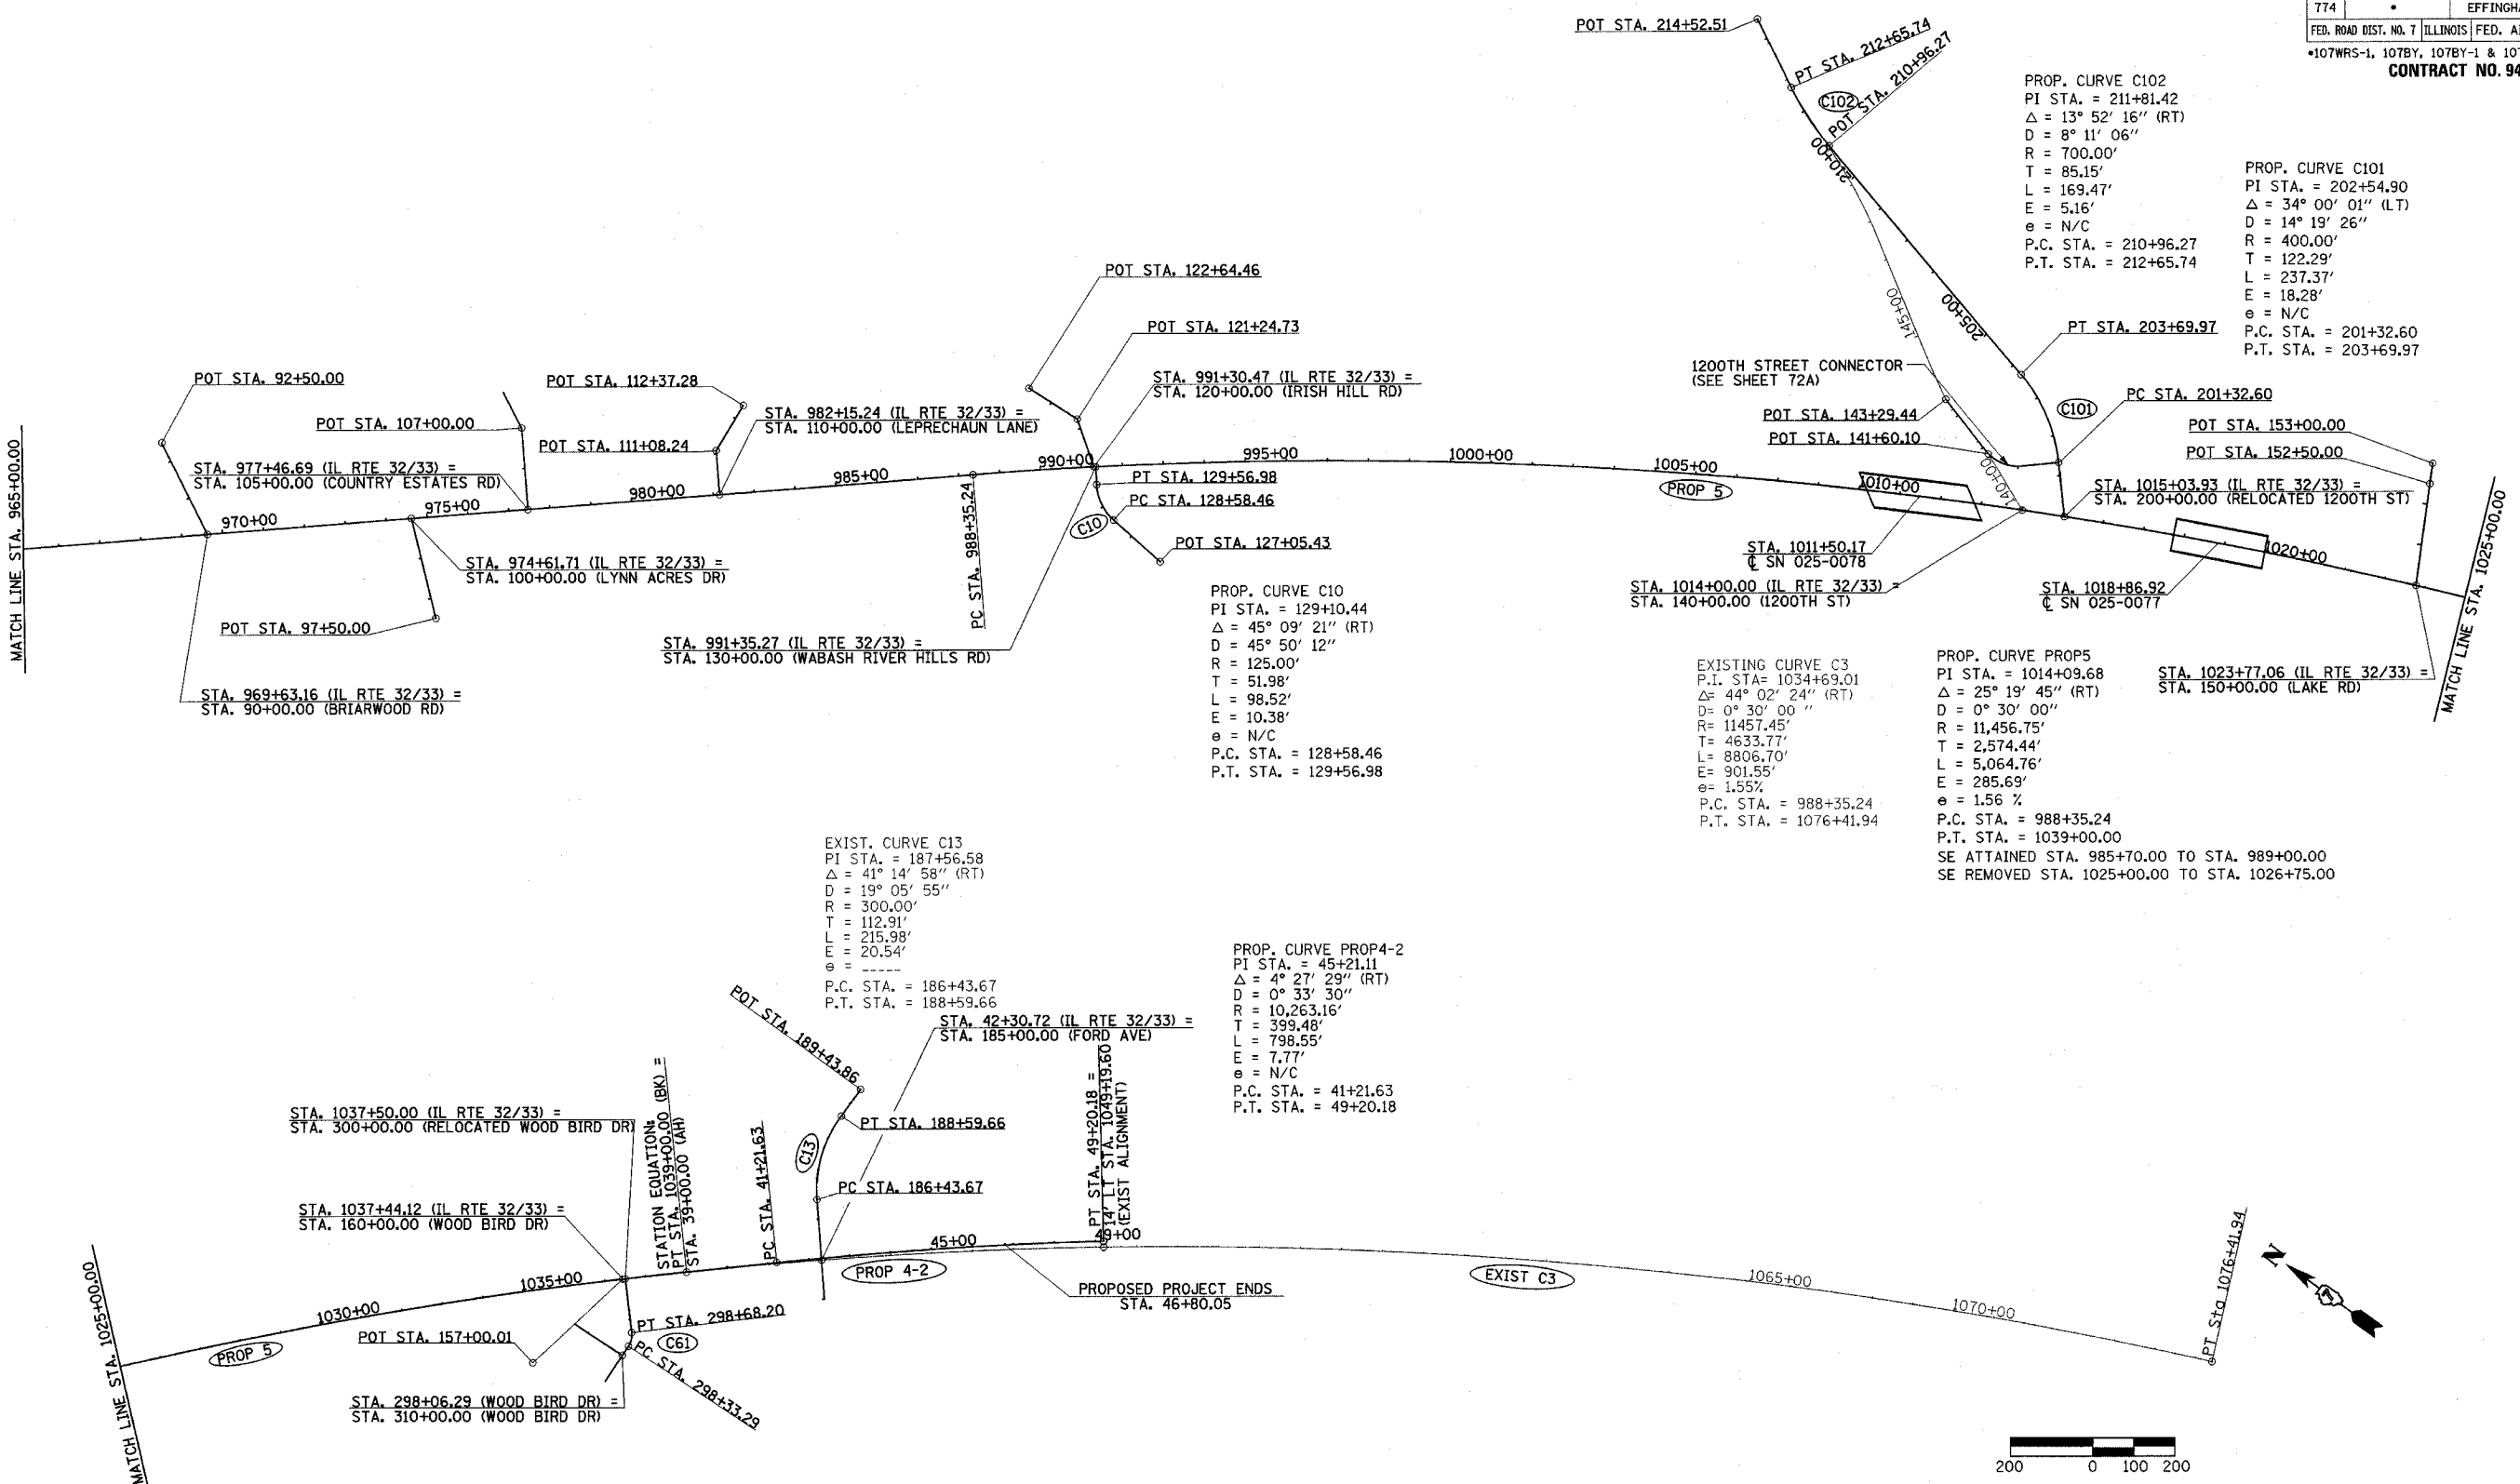 774 • EFFINGHA
FED. ROAD DIST. NO. 7 ILLINOIS FED. A
•107WRS-1, 107BY, 107BY-1 & 107
CONTRACT NO. 94
POT STA. 214+52.51
PT STA. 212+65.74
POT STA. 210+96.27
C102
210+00
PROP. CURVE C102
PI STA. = 211+81.42
Δ = 13° 52' 16'' (RT)
D = 8° 11' 06''
R = 700.00'
T = 85.15'
L = 169.47'
E = 5.16'
e = N/C
P.C. STA. = 210+96.27
P.T. STA. = 212+65.74
PROP. CURVE C101
PI STA. = 202+54.90
Δ = 34° 00' 01'' (LT)
D = 14° 19' 26''
R = 400.00'
T = 122.29'
L = 237.37'
E = 18.28'
e = N/C
P.C. STA. = 201+32.60
P.T. STA. = 203+69.97
145+00
205+00
PT STA. 203+69.97
1200TH STREET CONNECTOR
(SEE SHEET 72A)
C101
PC STA. 201+32.60
POT STA. 143+29.44
POT STA. 141+60.10
140+00
POT STA. 153+00.00
POT STA. 152+50.00
POT STA. 122+64.46
POT STA. 121+24.73
STA. 991+30.47 (IL RTE 32/33) =
STA. 120+00.00 (IRISH HILL RD)
POT STA. 92+50.00
POT STA. 107+00.00
POT STA. 112+37.28
POT STA. 111+08.24
STA. 982+15.24 (IL RTE 32/33) =
STA. 110+00.00 (LEPRECHAUN LANE)
STA. 977+46.69 (IL RTE 32/33) =
STA. 105+00.00 (COUNTRY ESTATES RD)
MATCH LINE STA. 965+00.00
970+00
975+00
980+00
985+00
990+00
995+00
1000+00
1005+00
PROP 5
1010+00
1020+00
PC STA. 988+35.24
PT STA. 129+56.98
PC STA. 128+58.46
C10
POT STA. 127+05.43
STA. 1015+03.93 (IL RTE 32/33) =
STA. 200+00.00 (RELOCATED 1200TH ST)
MATCH LINE STA. 1025+00.00
STA. 974+61.71 (IL RTE 32/33) =
STA. 100+00.00 (LYNN ACRES DR)
POT STA. 97+50.00
STA. 969+63.16 (IL RTE 32/33) =
STA. 90+00.00 (BRIARWOOD RD)
STA. 991+35.27 (IL RTE 32/33) =
STA. 130+00.00 (WABASH RIVER HILLS RD)
STA. 1011+50.17
℄ SN 025-0078
STA. 1014+00.00 (IL RTE 32/33) =
STA. 140+00.00 (1200TH ST)
STA. 1018+86.92
℄ SN 025-0077
STA. 1023+77.06 (IL RTE 32/33) =
STA. 150+00.00 (LAKE RD)
PROP. CURVE C10
PI STA. = 129+10.44
Δ = 45° 09' 21'' (RT)
D = 45° 50' 12''
R = 125.00'
T = 51.98'
L = 98.52'
E = 10.38'
e = N/C
P.C. STA. = 128+58.46
P.T. STA. = 129+56.98
EXISTING CURVE C3
P.I. STA= 1034+69.01
Δ= 44° 02' 24'' (RT)
D= 0° 30' 00 ''
R= 11457.45'
T= 4633.77'
L= 8806.70'
E= 901.55'
e= 1.55%
P.C. STA. = 988+35.24
P.T. STA. = 1076+41.94
PROP. CURVE PROP5
PI STA. = 1014+09.68
Δ = 25° 19' 45'' (RT)
D = 0° 30' 00''
R = 11,456.75'
T = 2,574.44'
L = 5,064.76'
E = 285.69'
e = 1.56 %
P.C. STA. = 988+35.24
P.T. STA. = 1039+00.00
SE ATTAINED STA. 985+70.00 TO STA. 989+00.00
SE REMOVED STA. 1025+00.00 TO STA. 1026+75.00
EXIST. CURVE C13
PI STA. = 187+56.58
Δ = 41° 14' 58'' (RT)
D = 19° 05' 55''
R = 300.00'
T = 112.91'
L = 215.98'
E = 20.54'
e = -----
P.C. STA. = 186+43.67
P.T. STA. = 188+59.66
PROP. CURVE PROP4-2
PI STA. = 45+21.11
Δ = 4° 27' 29'' (RT)
D = 0° 33' 30''
R = 10,263.16'
T = 399.48'
L = 798.55'
E = 7.77'
e = N/C
P.C. STA. = 41+21.63
P.T. STA. = 49+20.18
POT STA. 189+43.86
STA. 42+30.72 (IL RTE 32/33) =
STA. 185+00.00 (FORD AVE)
PT STA. 188+59.66
C13
PC STA. 186+43.67
STA. 1037+50.00 (IL RTE 32/33) =
STA. 300+00.00 (RELOCATED WOOD BIRD DR)
STATION EQUATION:
PT STA. 1039+00.00 (BK) =
STA. 39+00.00 (AH)
PC STA. 41+21.63
PT STA. 49+20.18 =
14' LT STA. 1049+19.60
(EXIST ALIGNMENT)
STA. 1037+44.12 (IL RTE 32/33) =
STA. 160+00.00 (WOOD BIRD DR)
MATCH LINE STA. 1025+00.00
1030+00
1035+00
45+00
49+00
PROP 5
PROP 4-2
EXIST C3
1065+00
1070+00
PT Sta 1076+41.94
N
PROPOSED PROJECT ENDS
STA. 46+80.05
POT STA. 157+00.01
PT STA. 298+68.20
C61
PC STA. 298+33.29
STA. 298+06.29 (WOOD BIRD DR) =
STA. 310+00.00 (WOOD BIRD DR)
200 0 100 200